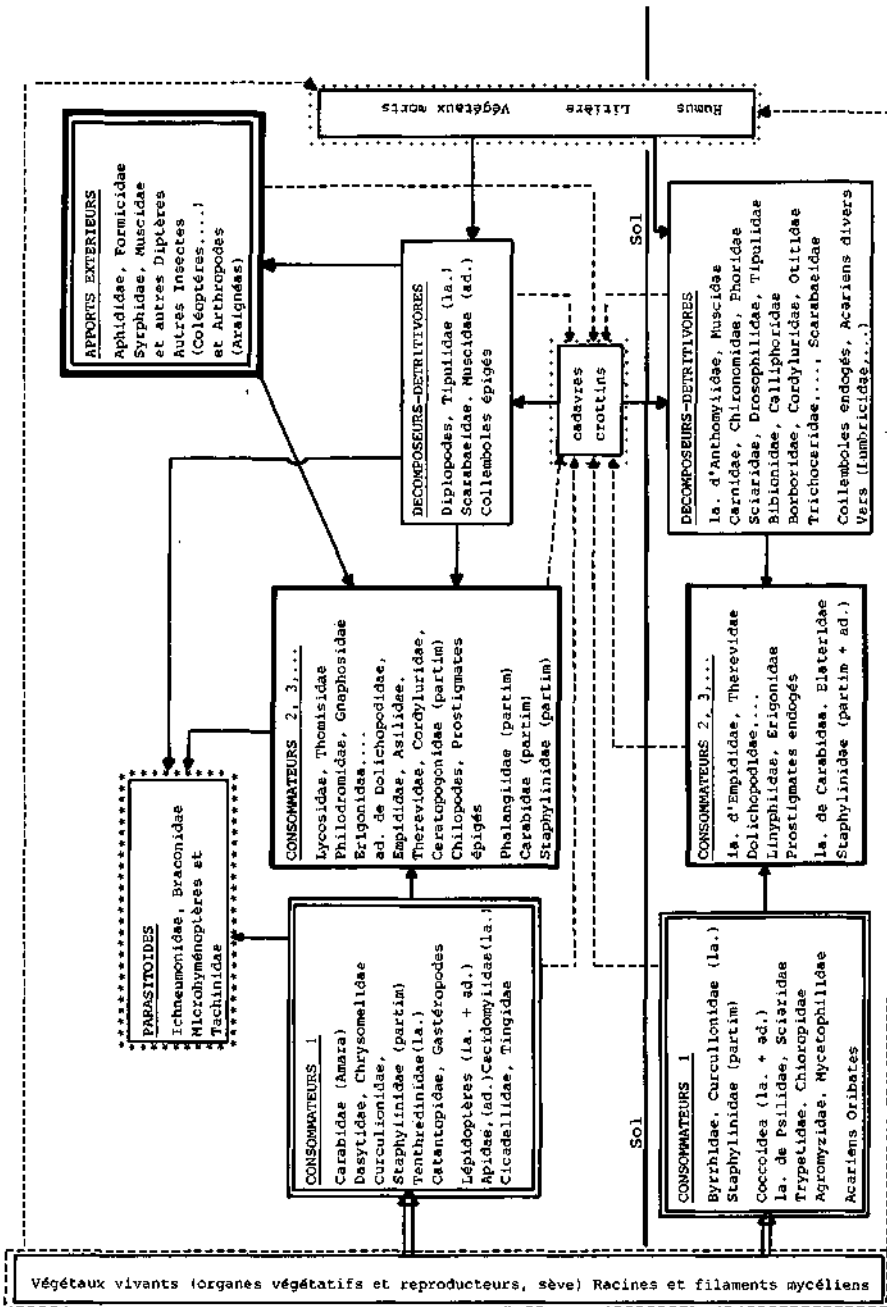 Humus Litière Végétaux morts
APPORTS EXTERIEURS
Aphididae, Formicidae
Syrphidae, Muscidae
et autres Diptères
Autres Insectes
(Coléoptères,...)
et Arthropodes
(Araignéas)
PARASITOIDES
Ichneumonidae, Braconidae
Microhyménoptères et
Tachinidae
DECOMPOSEURS-DETRITIVORES
Diplopodes, Tipulidae (la.)
Scarabaeidae, Muscidae (ad.)
Collemboles épigés
CONSOMMATEURS 2, 3,...
Lycosidae, Thomisidae
Philodromidae, Gnaphosidae
Erigonidaa,...
ad. de Dolichopodidae,
Empididae, Asilidae,
Therevidae, Cordyluridae,
Ceratopogonidae (partim)
Chilopodes, Prostigmates
épigés
Phalangiidae (partim)
Carabidae (partim)
Staphylinidae (partim)
CONSOMMATEURS 1
Carabidae (Amara)
Dasytidae, Chrysomelidae
Curculionidae,
Staphylinidae (partim)
Tenthredinidae(la.)
Catantopidae, Gastéropodes
Lépidoptères (la. + ad.)
Apidae,(ad.)Cecidomyiidae(la.)
Cicadellidae, Tingidae
cadavres
crottins
Sol
Sol
DECOMPOSEURS-DETRITIVORES
la. d'Anthomyiidae, Muscidae
Carnidae, Chironomidae, Phoridae
Sciaridae, Drosophilidae, Tipulidae
Bibionidae, Calliphoridae
Borboridae, Cordyluridae, Otitidae
Trichoceridae,..., Scarabaeidae
Collemboles endogés, Acariens divers
Vers (Lumbricidae,...)
CONSOMMATEURS 2, 3,...
la. d'Empididae, Therevidae
Dolichopodidae,...
Linyphiidae, Erigonidae
Prostigmates endogés
la. de Carabidaa, Elateridae
Staphylinidae (partim + ad.)
CONSOMMATEURS 1
Byrrhidae, Curculionidae (la.)
Staphylinidae (partim)
Coccoidea (la. + ad.)
la. de Psilidae, Sciaridae
Trypetidae, Chloropidae
Agromyzidae, Mycetophilidae
Acariens Oribates
Végétaux vivants (organes végétatifs et reproducteurs, sève) Racines et filaments mycéliens